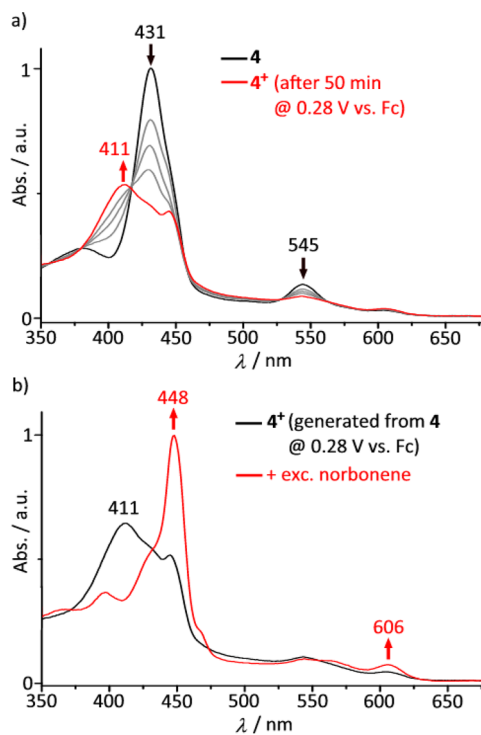 a)
431
4
4⁺ (after 50 min
@ 0.28 V vs. Fc)
1
411
545
Abs. / a.u.
0
350 400 450 500 550 600 650
λ / nm
b)
448
4⁺ (generated from 4
@ 0.28 V vs. Fc)
+ exc. norbonene
1
411
606
Abs. / a.u.
0
350 400 450 500 550 600 650
λ / nm